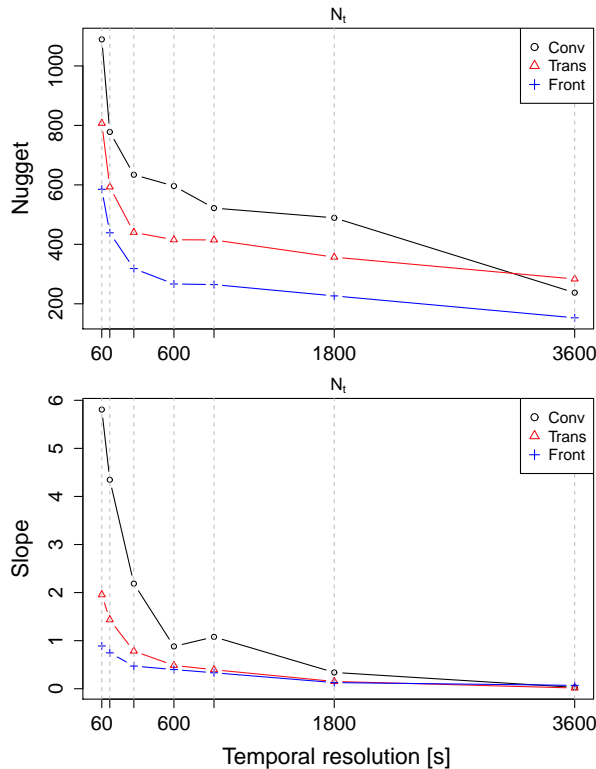 N_t
Nugget
1000
800
600
400
200
Conv
Trans
Front
60
600
1800
3600
N_t
Slope
6
5
4
3
2
1
0
Conv
Trans
Front
60
600
1800
3600
Temporal resolution [s]